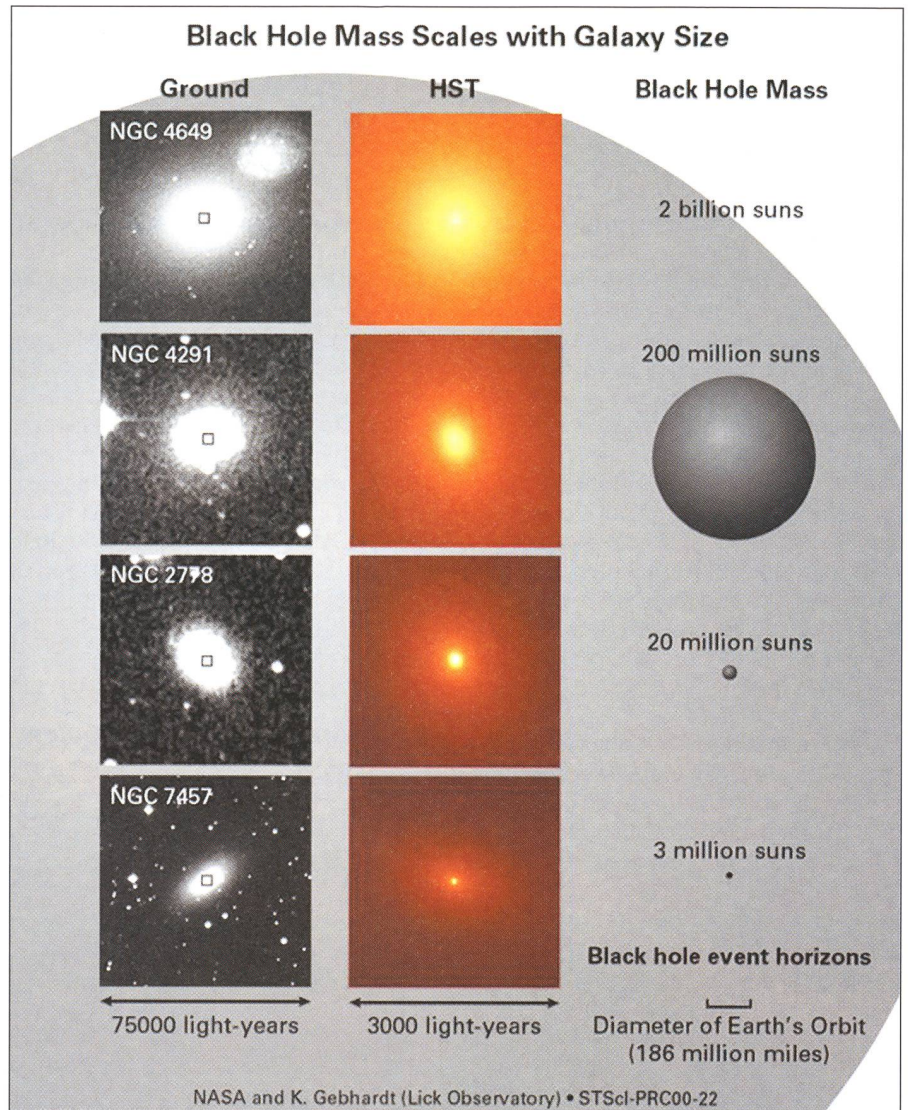 Black Hole Mass Scales with Galaxy Size
Ground
HST
Black Hole Mass
NGC 4649
2 billion suns
NGC 4291
200 million suns
NGC 2778
20 million suns
NGC 7457
3 million suns
Black hole event horizons
75000 light-years
3000 light-years
Diameter of Earth's Orbit
(186 million miles)
NASA and K. Gebhardt (Lick Observatory) • STScI-PRC00-22